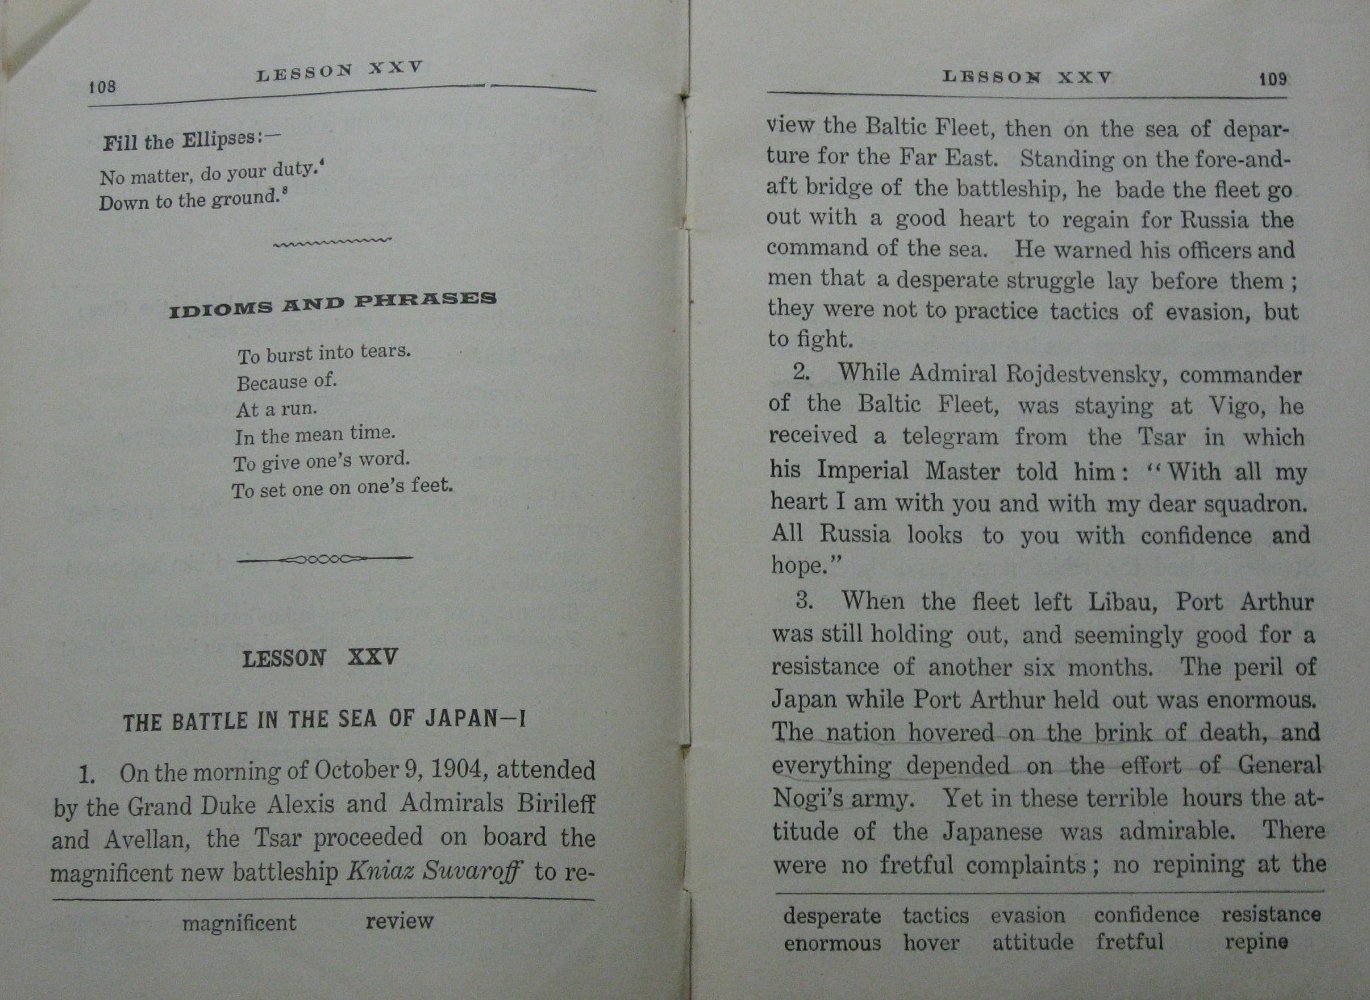 108
LESSON XXV
Fill the Ellipses:—
No matter, do your duty.⁴
Down to the ground.⁸
IDIOMS AND PHRASES
To burst into tears.
Because of.
At a run.
In the mean time.
To give one's word.
To set one on one's feet.
LESSON XXV
THE BATTLE IN THE SEA OF JAPAN—I
1. On the morning of October 9, 1904, attended
by the Grand Duke Alexis and Admirals Birileff
and Avellan, the Tsar proceeded on board the
magnificent new battleship Kniaz Suvaroff to re-
magnificent review
LESSON XXV
109
view the Baltic Fleet, then on the sea of depar-
ture for the Far East. Standing on the fore-and-
aft bridge of the battleship, he bade the fleet go
out with a good heart to regain for Russia the
command of the sea. He warned his officers and
men that a desperate struggle lay before them;
they were not to practice tactics of evasion, but
to fight.
2. While Admiral Rojdestvensky, commander
of the Baltic Fleet, was staying at Vigo, he
received a telegram from the Tsar in which
his Imperial Master told him: "With all my
heart I am with you and with my dear squadron.
All Russia looks to you with confidence and
hope."
3. When the fleet left Libau, Port Arthur
was still holding out, and seemingly good for a
resistance of another six months. The peril of
Japan while Port Arthur held out was enormous.
The nation hovered on the brink of death, and
everything depended on the effort of General
Nogi's army. Yet in these terrible hours the at-
titude of the Japanese was admirable. There
were no fretful complaints; no repining at the
desperate tactics evasion confidence resistance
enormous hover attitude fretful repine